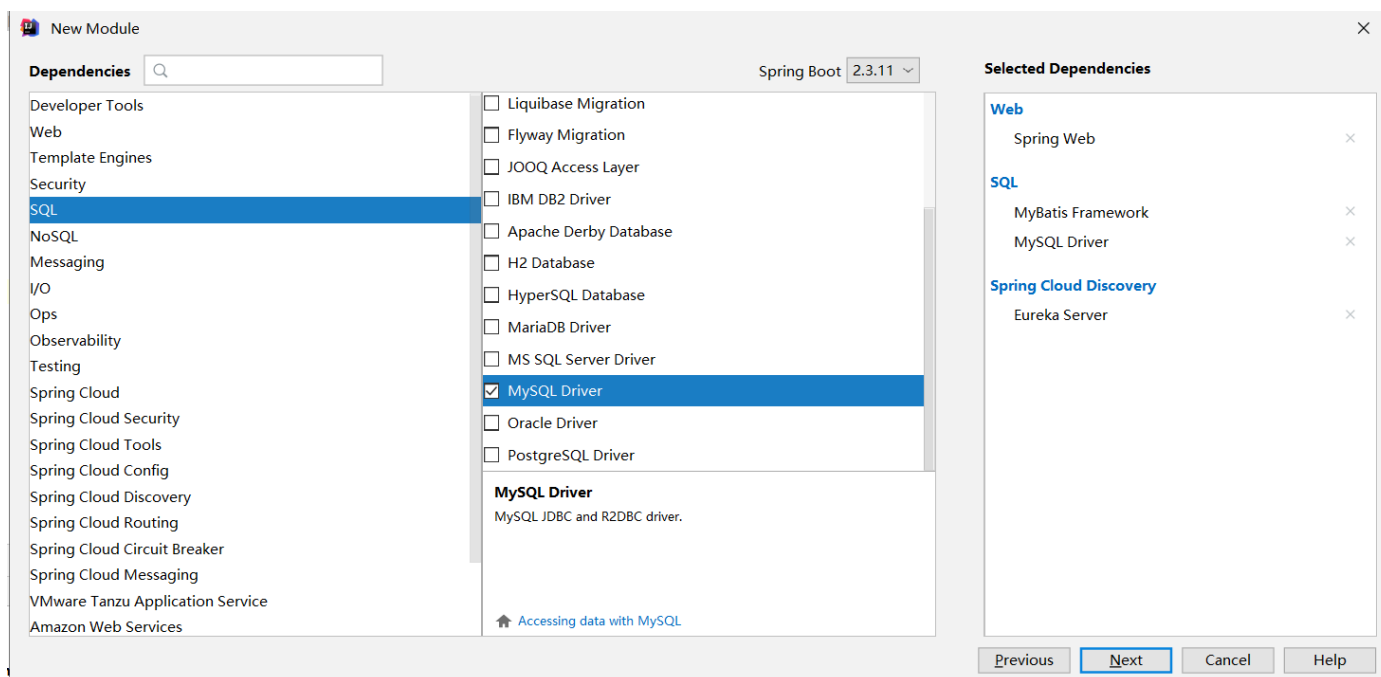 New Module
Dependencies
Spring Boot 2.3.11
Developer Tools
Web
Template Engines
Security
SQL
NoSQL
Messaging
I/O
Ops
Observability
Testing
Spring Cloud
Spring Cloud Security
Spring Cloud Tools
Spring Cloud Config
Spring Cloud Discovery
Spring Cloud Routing
Spring Cloud Circuit Breaker
Spring Cloud Messaging
VMware Tanzu Application Service
Amazon Web Services
Liquibase Migration
Flyway Migration
JOOQ Access Layer
IBM DB2 Driver
Apache Derby Database
H2 Database
HyperSQL Database
MariaDB Driver
MS SQL Server Driver
MySQL Driver
Oracle Driver
PostgreSQL Driver
MySQL Driver
MySQL JDBC and R2DBC driver.
Accessing data with MySQL
Selected Dependencies
Web
Spring Web
SQL
MyBatis Framework
MySQL Driver
Spring Cloud Discovery
Eureka Server
Previous
Next
Cancel
Help